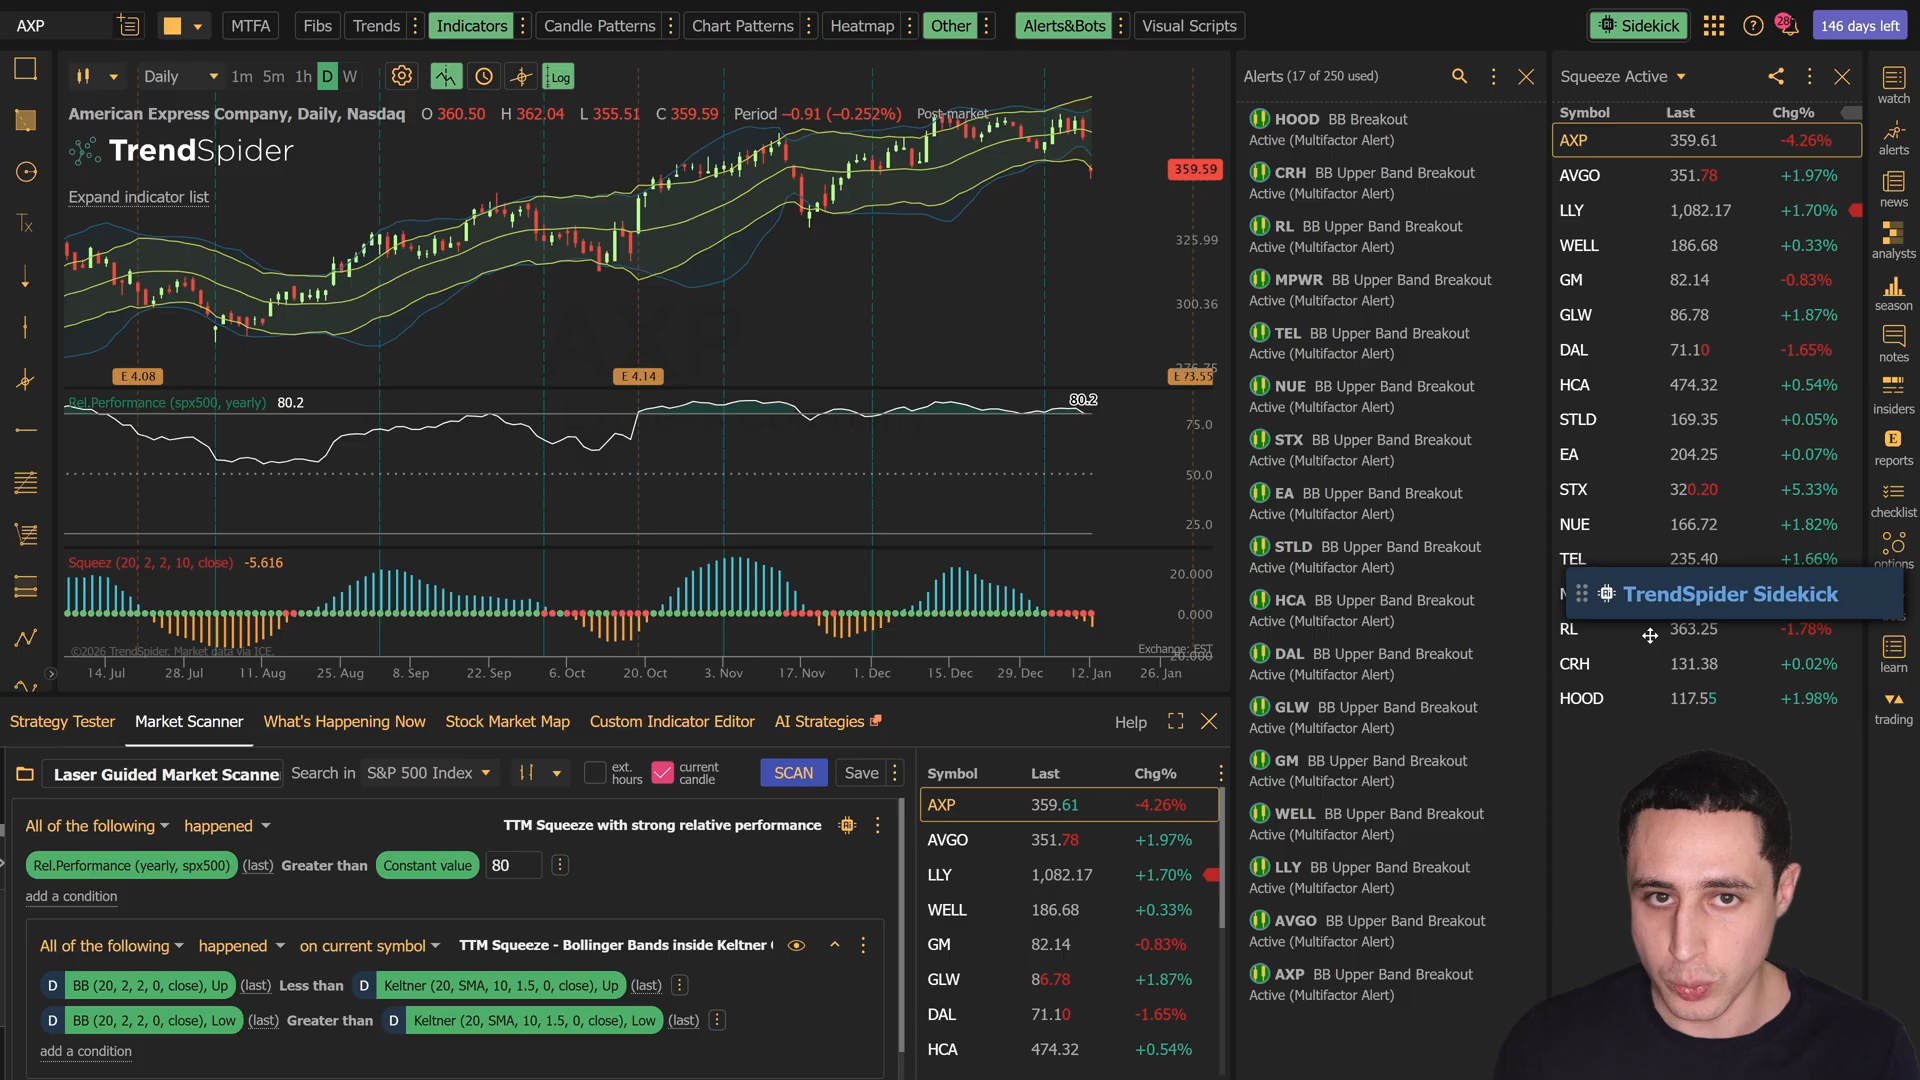 AXP
MTFA
Fibs
Trends
Indicators
Candle Patterns
Chart Patterns
Heatmap
Other
Alerts&Bots
Visual Scripts
Sidekick
28
146 days left
Daily
1m 5m 1h D W
Log
American Express Company, Daily, Nasdaq O 360.50 H 362.04 L 355.51 C 359.59 Period −0.91 (−0.252%) Post-market
TrendSpider
Expand indicator list
359.59
325.99
300.36
E 4.08
E 4.14
Rel.Performance (spx500, yearly) 80.2
80.2
75.0
50.0
25.0
Squeez (20, 2, 2, 10, close) -5.616
20.000
0.000
©2026 TrendSpider. Market data via ICE.
Exchange: EST
14. Jul 28. Jul 11. Aug 25. Aug 8. Sep 22. Sep 6. Oct 20. Oct 3. Nov 17. Nov 1. Dec 15. Dec 29. Dec 12. Jan 26. Jan
Alerts (17 of 250 used)
HOOD BB Breakout
Active (Multifactor Alert)
CRH BB Upper Band Breakout
Active (Multifactor Alert)
RL BB Upper Band Breakout
Active (Multifactor Alert)
MPWR BB Upper Band Breakout
Active (Multifactor Alert)
TEL BB Upper Band Breakout
Active (Multifactor Alert)
NUE BB Upper Band Breakout
Active (Multifactor Alert)
STX BB Upper Band Breakout
Active (Multifactor Alert)
EA BB Upper Band Breakout
Active (Multifactor Alert)
STLD BB Upper Band Breakout
Active (Multifactor Alert)
HCA BB Upper Band Breakout
Active (Multifactor Alert)
DAL BB Upper Band Breakout
Active (Multifactor Alert)
GLW BB Upper Band Breakout
Active (Multifactor Alert)
GM BB Upper Band Breakout
Active (Multifactor Alert)
WELL BB Upper Band Breakout
Active (Multifactor Alert)
LLY BB Upper Band Breakout
Active (Multifactor Alert)
AVGO BB Upper Band Breakout
Active (Multifactor Alert)
AXP BB Upper Band Breakout
Active (Multifactor Alert)
Squeeze Active
Symbol Last Chg%
AXP 359.61 -4.26%
AVGO 351.78 +1.97%
LLY 1,082.17 +1.70%
WELL 186.68 +0.33%
GM 82.14 -0.83%
GLW 86.78 +1.87%
DAL 71.10 -1.65%
HCA 474.32 +0.54%
STLD 169.35 +0.05%
EA 204.25 +0.07%
STX 320.20 +5.33%
NUE 166.72 +1.82%
TEL 235.40 +1.66%
TrendSpider Sidekick
RL 363.25 -1.78%
CRH 131.38 +0.02%
HOOD 117.55 +1.98%
watch
alerts
news
analysts
season
notes
insiders
E
reports
checklist
options
learn
trading
Strategy Tester
Market Scanner
What's Happening Now
Stock Market Map
Custom Indicator Editor
AI Strategies
Help
Laser Guided Market Scanne
Search in S&P 500 Index
ext. hours
current candle
SCAN
Save
All of the following happened
TTM Squeeze with strong relative performance
Rel.Performance (yearly, spx500) (last) Greater than Constant value 80
add a condition
All of the following happened on current symbol TTM Squeeze - Bollinger Bands inside Keltner
D BB (20, 2, 2, 0, close), Up (last) Less than D Keltner (20, SMA, 10, 1.5, 0, close), Up (last)
D BB (20, 2, 2, 0, close), Low (last) Greater than D Keltner (20, SMA, 10, 1.5, 0, close), Low (last)
add a condition
Symbol Last Chg%
AXP 359.61 -4.26%
AVGO 351.78 +1.97%
LLY 1,082.17 +1.70%
WELL 186.68 +0.33%
GM 82.14 -0.83%
GLW 86.78 +1.87%
DAL 71.10 -1.65%
HCA 474.32 +0.54%